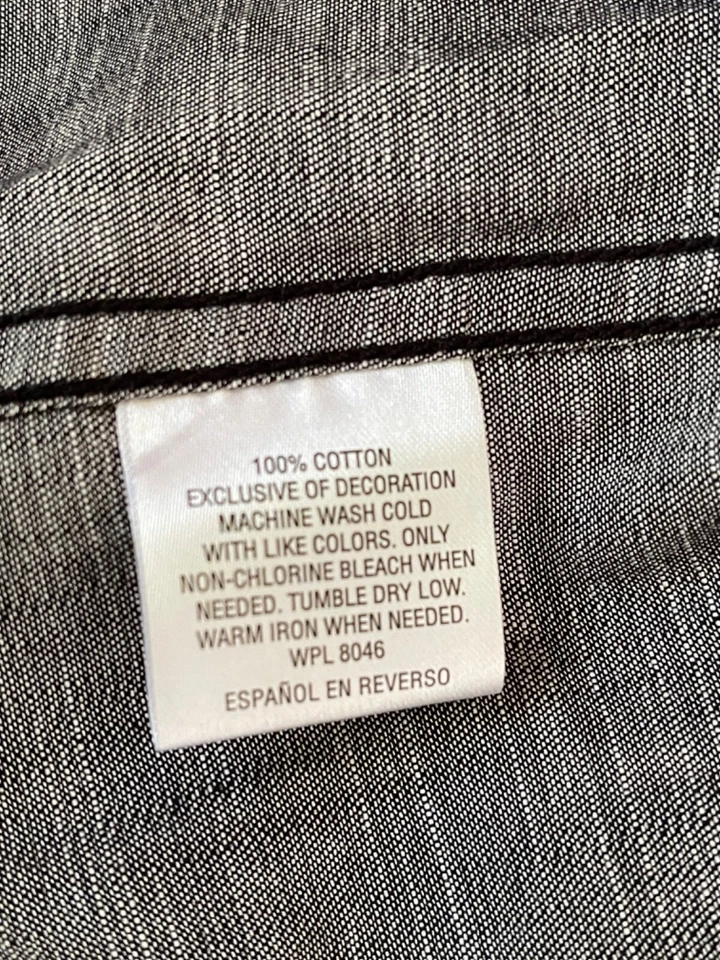 100% COTTON
EXCLUSIVE OF DECORATION
MACHINE WASH COLD
WITH LIKE COLORS. ONLY
NON-CHLORINE BLEACH WHEN
NEEDED. TUMBLE DRY LOW.
WARM IRON WHEN NEEDED.
WPL 8046
ESPAÑOL EN REVERSO